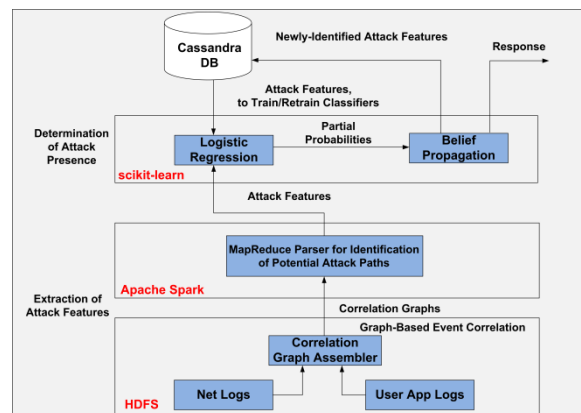 Cassandra
DB
Newly-Identified Attack Features
Response
Attack Features,
to Train/Retrain Classifiers
Determination
of Attack
Presence
Logistic
Regression
Partial
Probabilities
Belief
Propagation
scikit-learn
Attack Features
MapReduce Parser for Identification
of Potential Attack Paths
Apache Spark
Extraction of
Attack Features
Correlation Graphs
Graph-Based Event Correlation
Correlation
Graph Assembler
Net Logs
User App Logs
HDFS